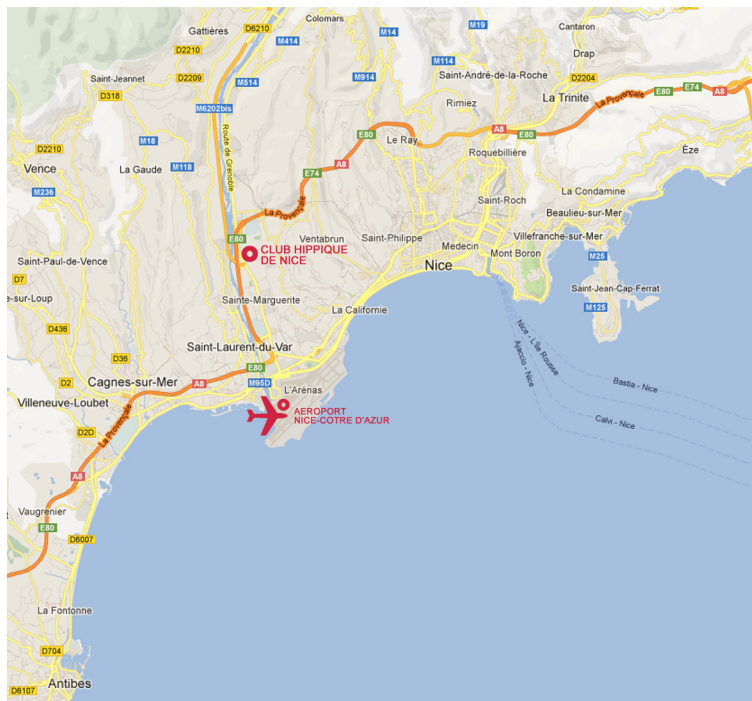 Colomars
Cantaron
Gattières
D6210
M14
M19
D2210
M414
Drap
M114
Saint-Jeannet
D2209
M514
M914
Saint-André-de-la-Roche
D2204
E74
D318
La Trinite
E80
A8
M6202bis
Rimiez
La Provençale
Route de Grenoble
A8
E80
D2210
M18
E80
Le Ray
Vence
La Gaude
M118
A8
Roquebillière
Èze
E74
M236
La Provençale
La Condamine
Saint-Roch
Beaulieu-sur-Mer
E80
Ventabrun
Saint-Philippe
Medecin
Villefranche-sur-Mer
CLUB HIPPIQUE
DE NICE
Mont Boron
M25
Saint-Paul-de-Vence
Nice
D7
Saint-Jean-Cap-Ferrat
e-sur-Loup
Sainte-Marguente
La Californie
M125
D436
Nice - L'Île Rousse
Ajaccio - Nice
Saint-Laurent-du-Var
D36
E80
D2
Cagnes-sur-Mer
A8
M95D
L'Arénas
Bastia - Nice
Villeneuve-Loubet
AEROPORT
NICE-COTRE D'AZUR
Calvi - Nice
La Provençale
D2D
A8
Vaugrenier
t
E80
D6007
La Fontonne
D704
Antibes
D6107